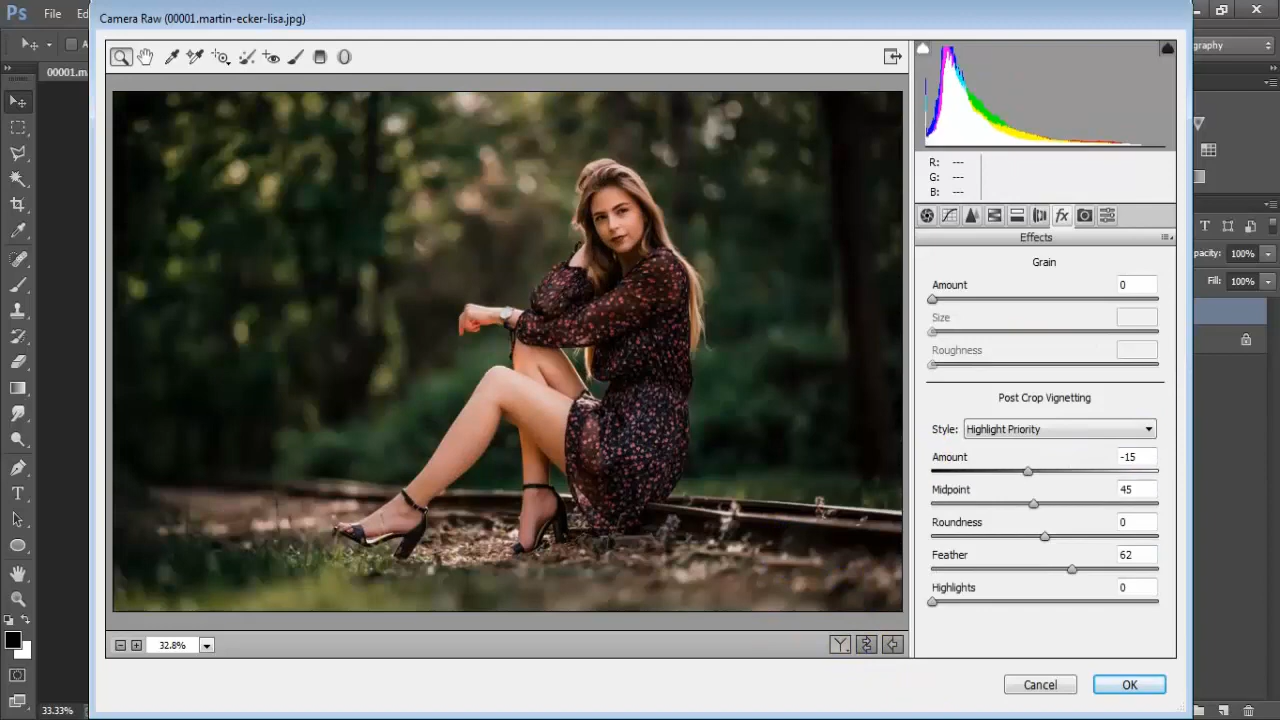 Ps File Ed
Camera Raw (00001.martin-ecker-lisa.jpg)
graphy
00001.m
R: ---
G: ---
B: ---
fx
Effects
Grain
Amount 0
Size
Roughness
Post Crop Vignetting
Style: Highlight Priority
Amount -15
Midpoint 45
Roundness 0
Feather 62
Highlights 0
pacity: 100%
Fill: 100%
32.8%
Y
Cancel OK
33.33%